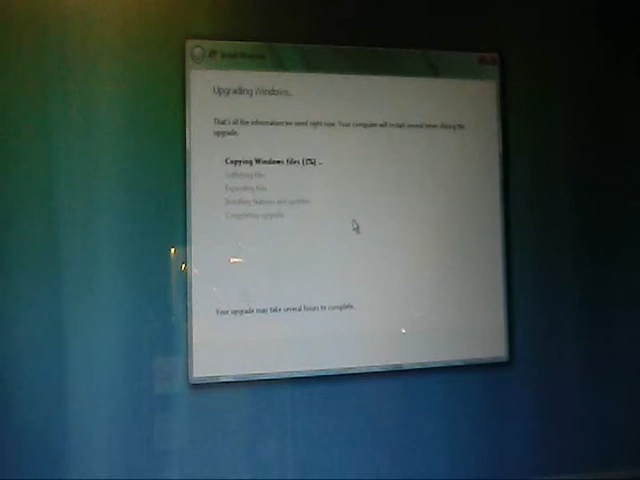 Install Windows
Upgrading Windows...
That's all the information we need right now. Your computer will restart several times during the
upgrade.
Copying Windows files (1%) ...
Gathering files
Expanding files
Installing features and updates
Completing upgrade
Your upgrade may take several hours to complete.